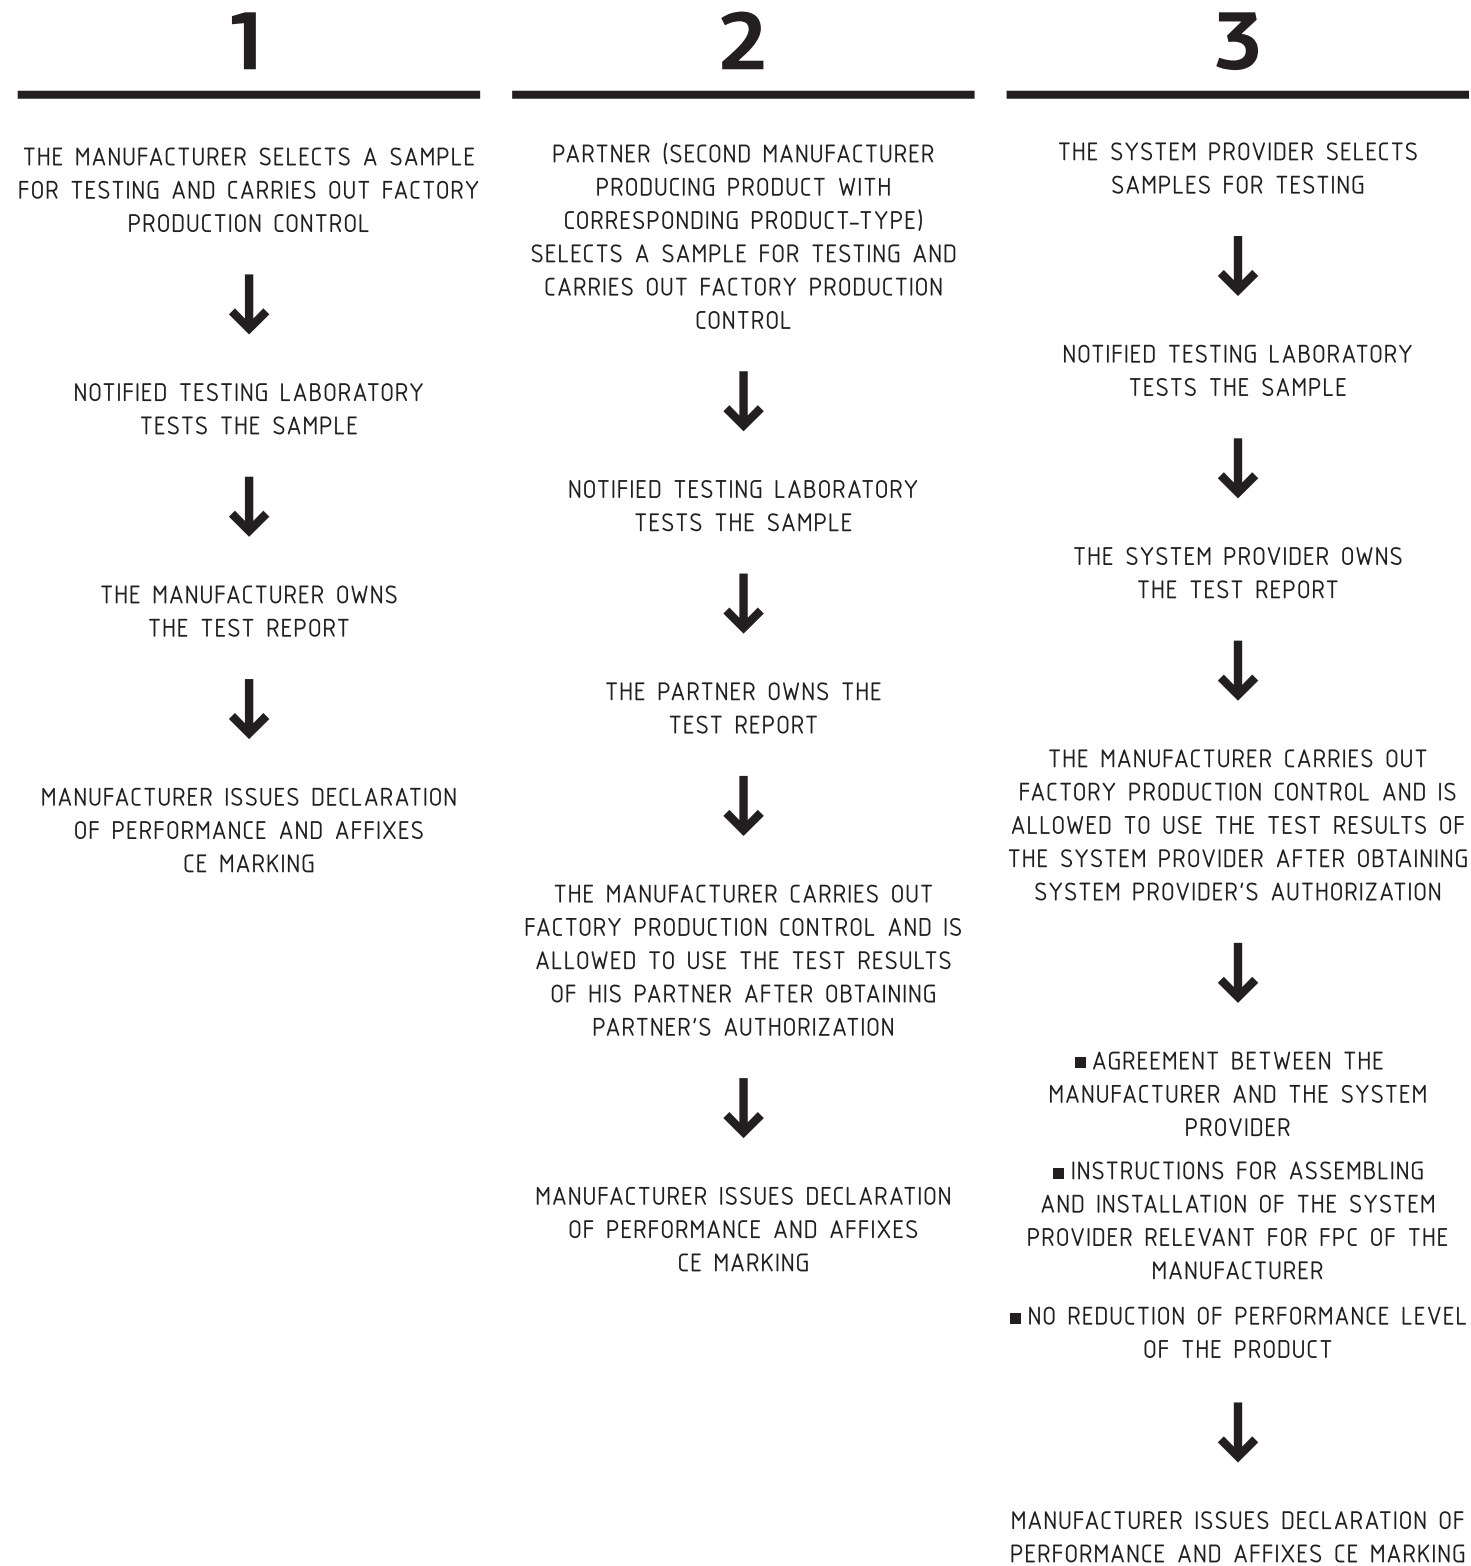 1
THE MANUFACTURER SELECTS A SAMPLE
FOR TESTING AND CARRIES OUT FACTORY
PRODUCTION CONTROL
NOTIFIED TESTING LABORATORY
TESTS THE SAMPLE
THE MANUFACTURER OWNS
THE TEST REPORT
MANUFACTURER ISSUES DECLARATION
OF PERFORMANCE AND AFFIXES
CE MARKING
2
PARTNER (SECOND MANUFACTURER
PRODUCING PRODUCT WITH
CORRESPONDING PRODUCT-TYPE)
SELECTS A SAMPLE FOR TESTING AND
CARRIES OUT FACTORY PRODUCTION
CONTROL
NOTIFIED TESTING LABORATORY
TESTS THE SAMPLE
THE PARTNER OWNS THE
TEST REPORT
THE MANUFACTURER CARRIES OUT
FACTORY PRODUCTION CONTROL AND IS
ALLOWED TO USE THE TEST RESULTS
OF HIS PARTNER AFTER OBTAINING
PARTNER'S AUTHORIZATION
MANUFACTURER ISSUES DECLARATION
OF PERFORMANCE AND AFFIXES
CE MARKING
3
THE SYSTEM PROVIDER SELECTS
SAMPLES FOR TESTING
NOTIFIED TESTING LABORATORY
TESTS THE SAMPLE
THE SYSTEM PROVIDER OWNS
THE TEST REPORT
THE MANUFACTURER CARRIES OUT
FACTORY PRODUCTION CONTROL AND IS
ALLOWED TO USE THE TEST RESULTS OF
THE SYSTEM PROVIDER AFTER OBTAINING
SYSTEM PROVIDER'S AUTHORIZATION
■ AGREEMENT BETWEEN THE
MANUFACTURER AND THE SYSTEM
PROVIDER
■ INSTRUCTIONS FOR ASSEMBLING
AND INSTALLATION OF THE SYSTEM
PROVIDER RELEVANT FOR FPC OF THE
MANUFACTURER
■ NO REDUCTION OF PERFORMANCE LEVEL
OF THE PRODUCT
MANUFACTURER ISSUES DECLARATION OF
PERFORMANCE AND AFFIXES CE MARKING